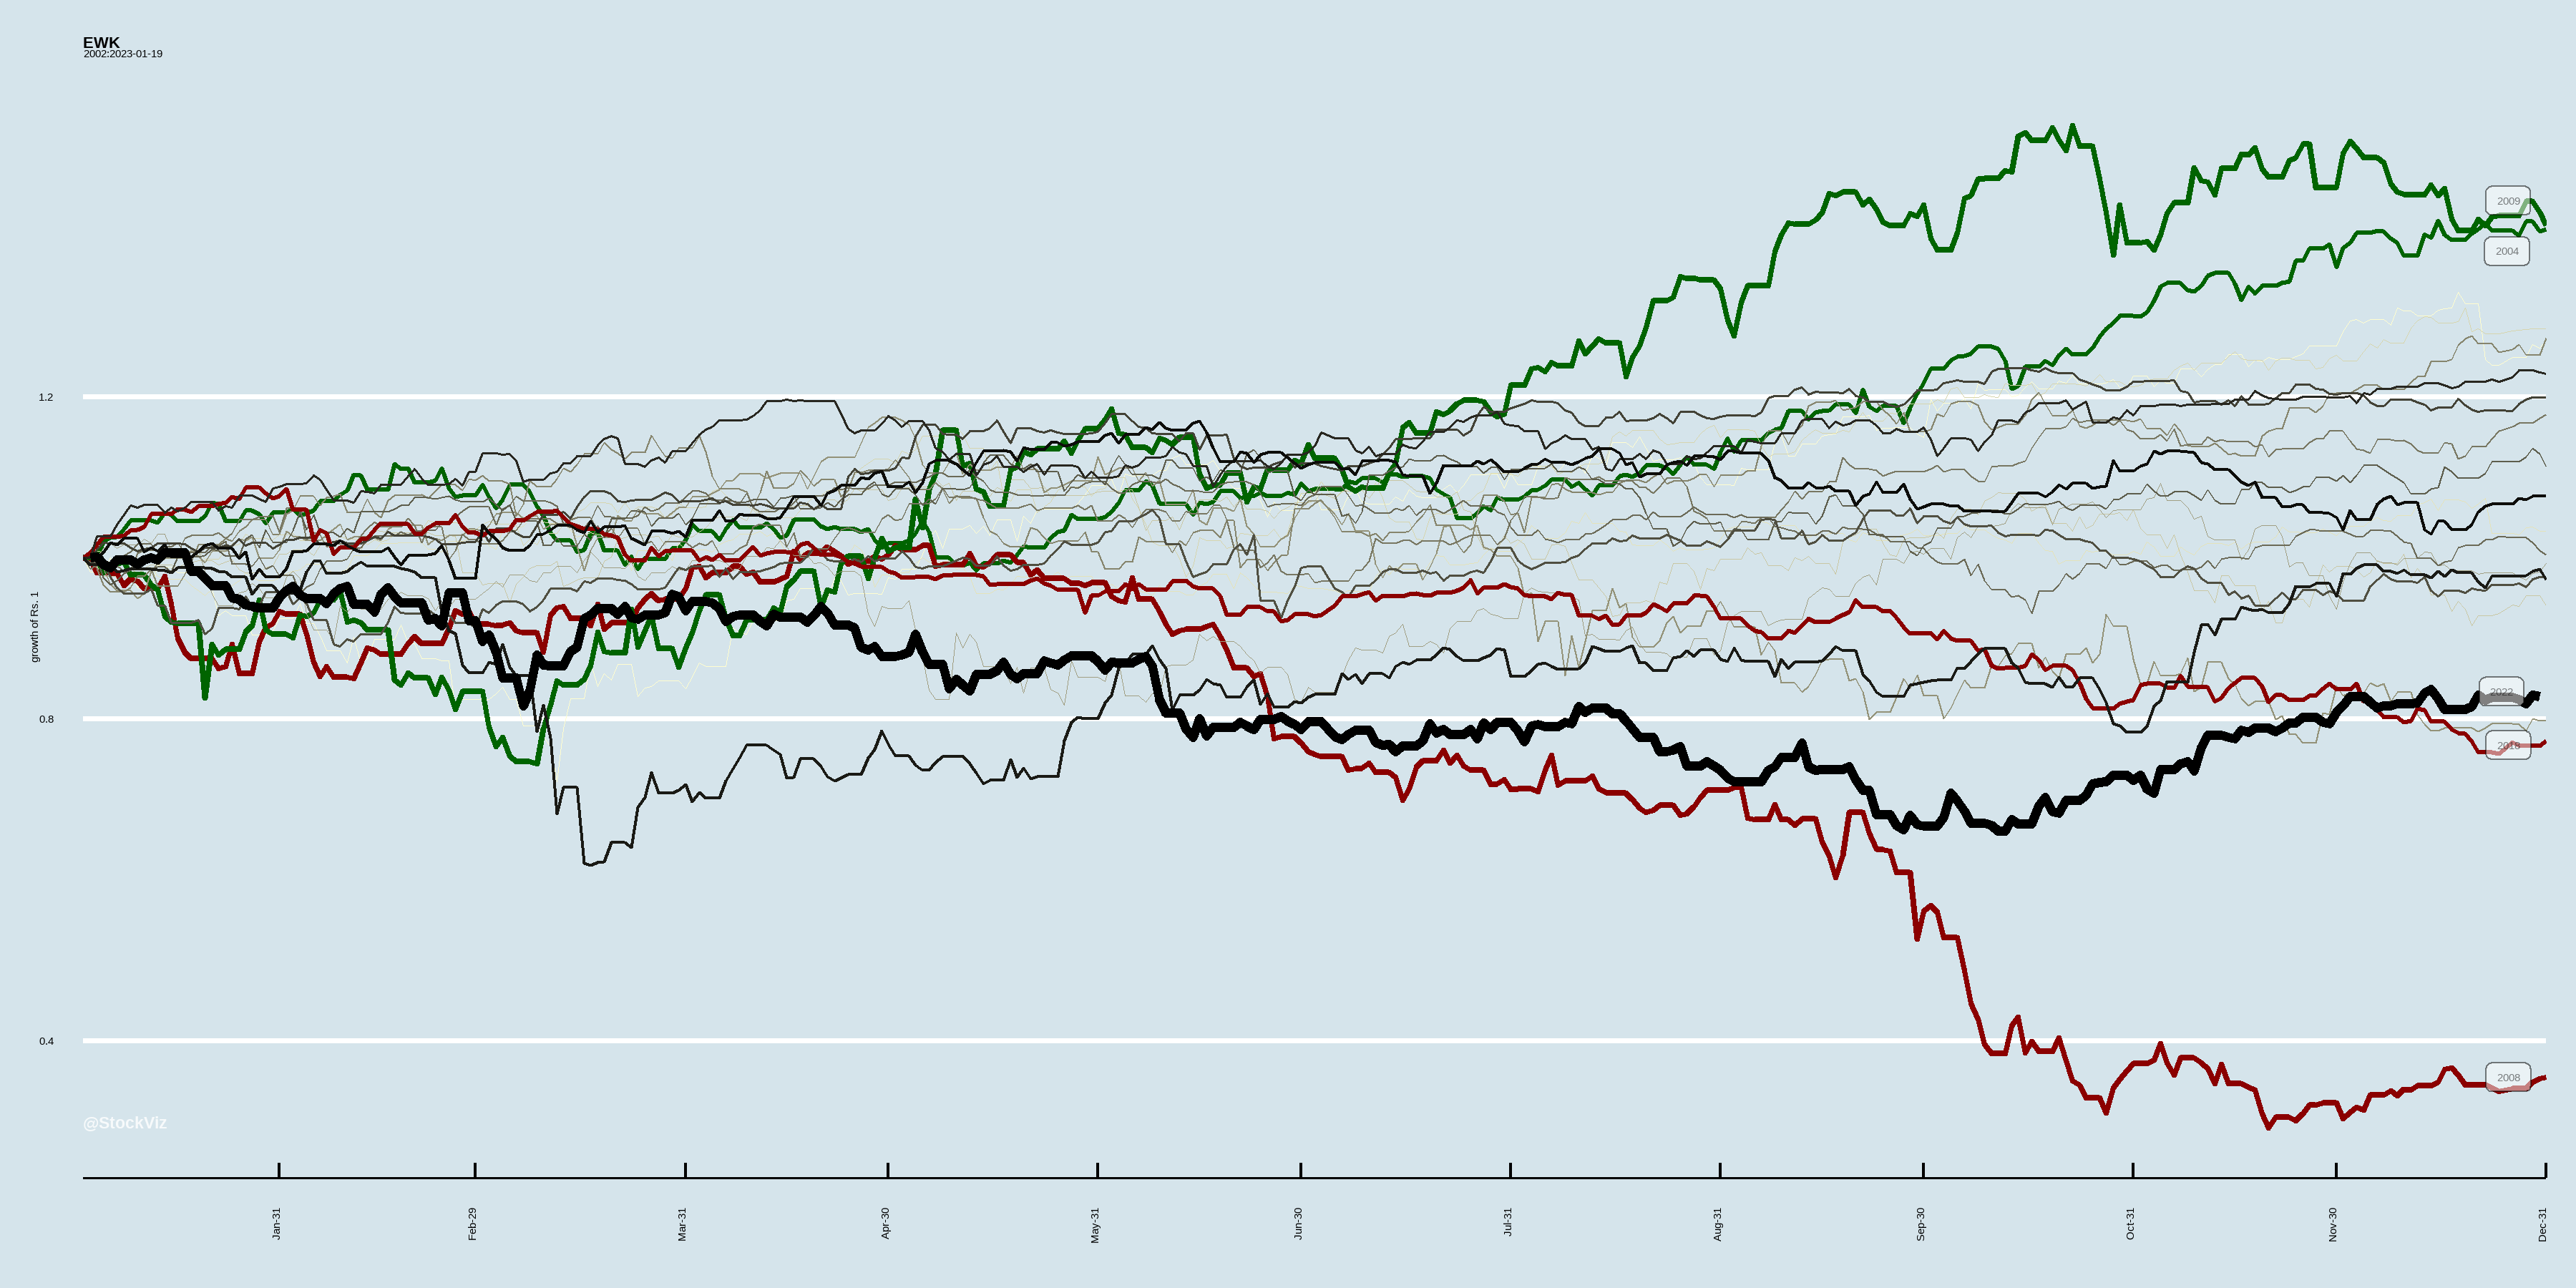 EWK
2002:2023-01-19
2009
2004
1.2
growth of Rs. 1
2022
0.8
2018
0.4
2008
@StockViz
Jan-31
Feb-29
Mar-31
Apr-30
May-31
Jun-30
Jul-31
Aug-31
Sep-30
Oct-31
Nov-30
Dec-31